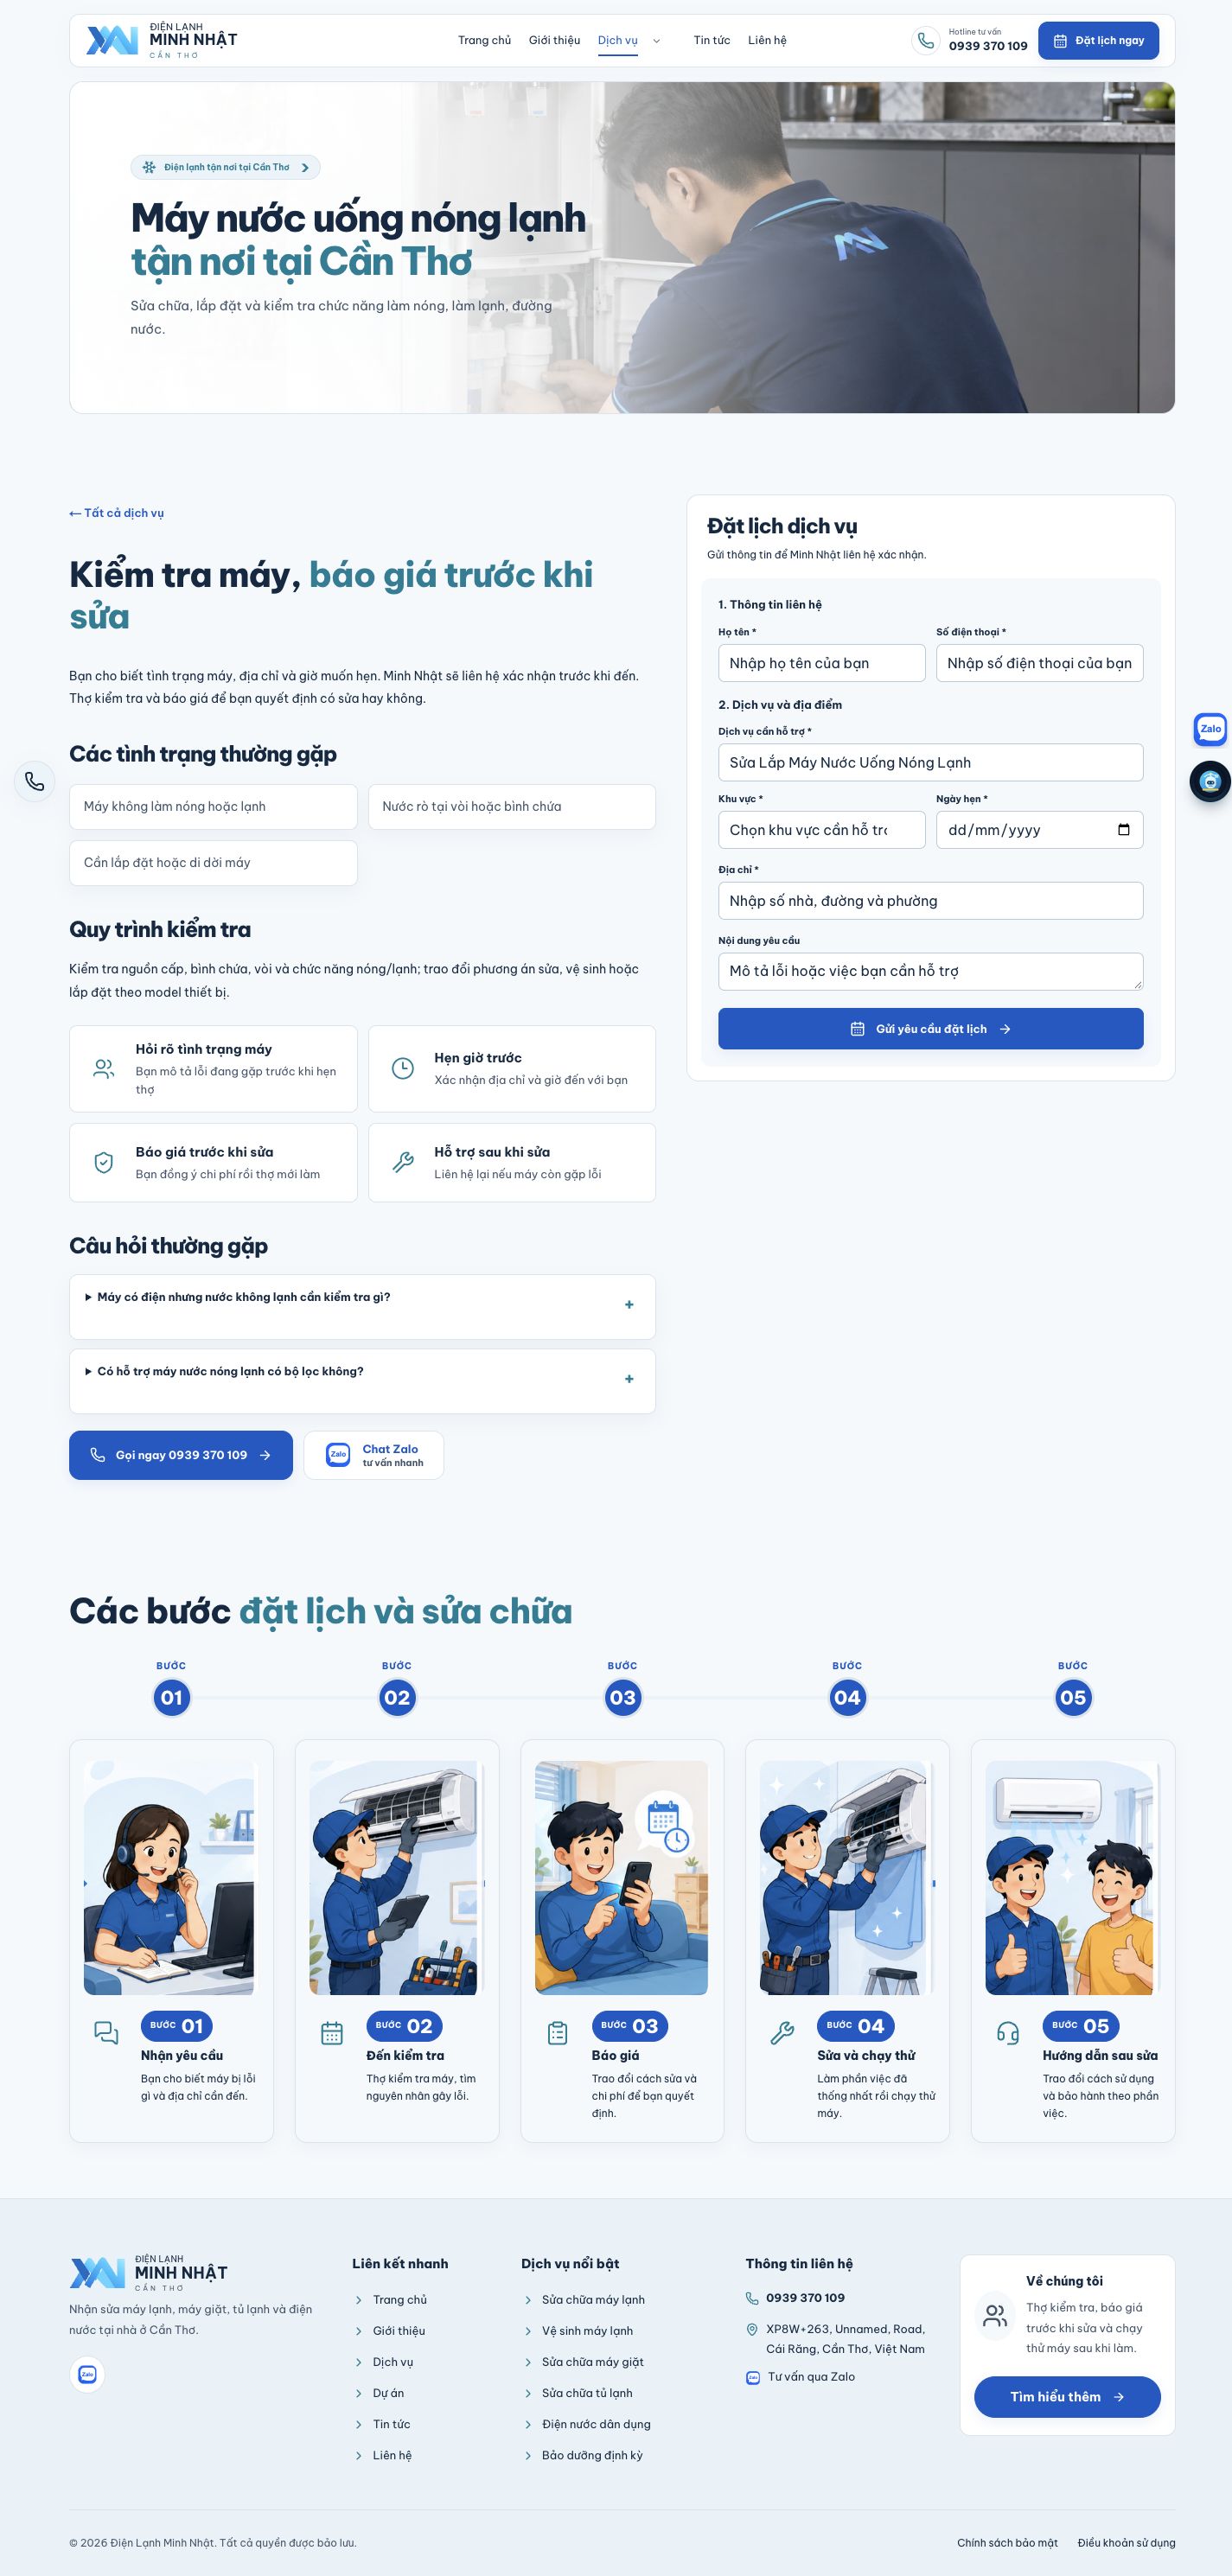 ĐIỆN LẠNH
MINH NHẬT
CẦN THƠ
Trang chủ
Giới thiệu
Dịch vụ
Tin tức
Liên hệ
Hotline tư vấn
0939 370 109
Đặt lịch ngay
Điện lạnh tận nơi tại Cần Thơ
Máy nước uống nóng lạnh
tận nơi tại Cần Thơ
Sửa chữa, lắp đặt và kiểm tra chức năng làm nóng, làm lạnh, đường
nước.
← Tất cả dịch vụ
Kiểm tra máy, báo giá trước khi
sửa
Bạn cho biết tình trạng máy, địa chỉ và giờ muốn hẹn. Minh Nhật sẽ liên hệ xác nhận trước khi đến.
Thợ kiểm tra và báo giá để bạn quyết định có sửa hay không.
Các tình trạng thường gặp
Máy không làm nóng hoặc lạnh
Nước rò tại vòi hoặc bình chứa
Cần lắp đặt hoặc di dời máy
Quy trình kiểm tra
Kiểm tra nguồn cấp, bình chứa, vòi và chức năng nóng/lạnh; trao đổi phương án sửa, vệ sinh hoặc
lắp đặt theo model thiết bị.
Hỏi rõ tình trạng máy
Bạn mô tả lỗi đang gặp trước khi hẹn
thợ
Hẹn giờ trước
Xác nhận địa chỉ và giờ đến với bạn
Báo giá trước khi sửa
Bạn đồng ý chi phí rồi thợ mới làm
Hỗ trợ sau khi sửa
Liên hệ lại nếu máy còn gặp lỗi
Câu hỏi thường gặp
Máy có điện nhưng nước không lạnh cần kiểm tra gì?
+
Có hỗ trợ máy nước nóng lạnh có bộ lọc không?
+
Gọi ngay 0939 370 109
Zalo
Chat Zalo
tư vấn nhanh
Đặt lịch dịch vụ
Gửi thông tin để Minh Nhật liên hệ xác nhận.
1. Thông tin liên hệ
Họ tên *
Số điện thoại *
Nhập họ tên của bạn
Nhập số điện thoại của bạn
2. Dịch vụ và địa điểm
Dịch vụ cần hỗ trợ *
Sửa Lắp Máy Nước Uống Nóng Lạnh
Khu vực *
Ngày hẹn *
Chọn khu vực cần hỗ trợ
dd/mm/yyyy
Địa chỉ *
Nhập số nhà, đường và phường
Nội dung yêu cầu
Mô tả lỗi hoặc việc bạn cần hỗ trợ
Gửi yêu cầu đặt lịch
Zalo
Các bước đặt lịch và sửa chữa
BƯỚC
01
BƯỚC
02
BƯỚC
03
BƯỚC
04
BƯỚC
05
BƯỚC 01
Nhận yêu cầu
Bạn cho biết máy bị lỗi
gì và địa chỉ cần đến.
BƯỚC 02
Đến kiểm tra
Thợ kiểm tra máy, tìm
nguyên nhân gây lỗi.
BƯỚC 03
Báo giá
Trao đổi cách sửa và
chi phí để bạn quyết
định.
BƯỚC 04
Sửa và chạy thử
Làm phần việc đã
thống nhất rồi chạy thử
máy.
BƯỚC 05
Hướng dẫn sau sửa
Trao đổi cách sử dụng
và bảo hành theo phần
việc.
ĐIỆN LẠNH
MINH NHẬT
CẦN THƠ
Nhận sửa máy lạnh, máy giặt, tủ lạnh và điện
nước tại nhà ở Cần Thơ.
Zalo
Liên kết nhanh
Trang chủ
Giới thiệu
Dịch vụ
Dự án
Tin tức
Liên hệ
Dịch vụ nổi bật
Sửa chữa máy lạnh
Vệ sinh máy lạnh
Sửa chữa máy giặt
Sửa chữa tủ lạnh
Điện nước dân dụng
Bảo dưỡng định kỳ
Thông tin liên hệ
0939 370 109
XP8W+263, Unnamed, Road,
Cái Răng, Cần Thơ, Việt Nam
Zalo
Tư vấn qua Zalo
Về chúng tôi
Thợ kiểm tra, báo giá
trước khi sửa và chạy
thử máy sau khi làm.
Tìm hiểu thêm
© 2026 Điện Lạnh Minh Nhật. Tất cả quyền được bảo lưu.
Chính sách bảo mật
Điều khoản sử dụng